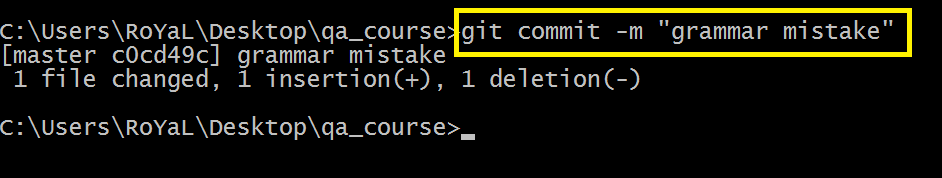 C:\Users\RoYaL\Desktop\qa_course>git commit -m "grammar mistake"
[master c0cd49c] grammar mistake
 1 file changed, 1 insertion(+), 1 deletion(-)
C:\Users\RoYaL\Desktop\qa_course>_